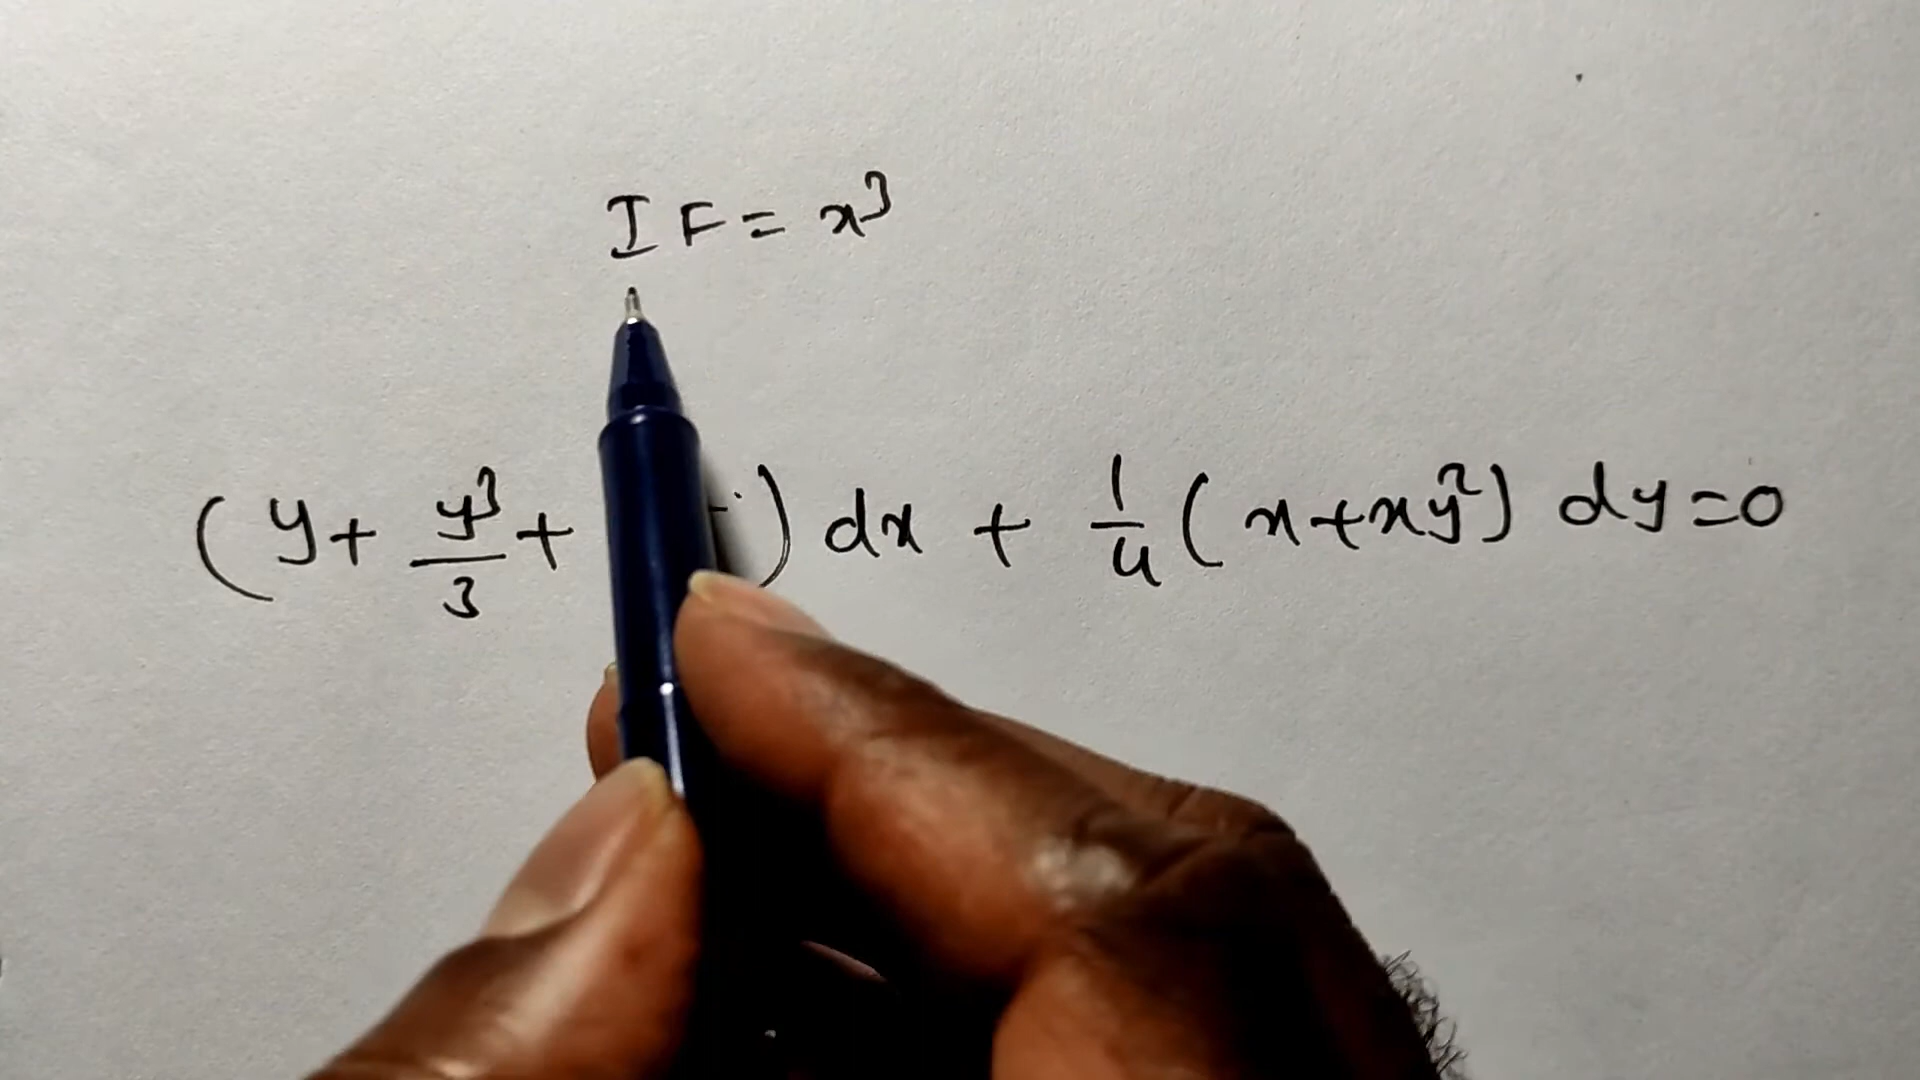 IF = x³
(y + y³/3 + ) dx + 1/4 (x + xy²) dy = 0